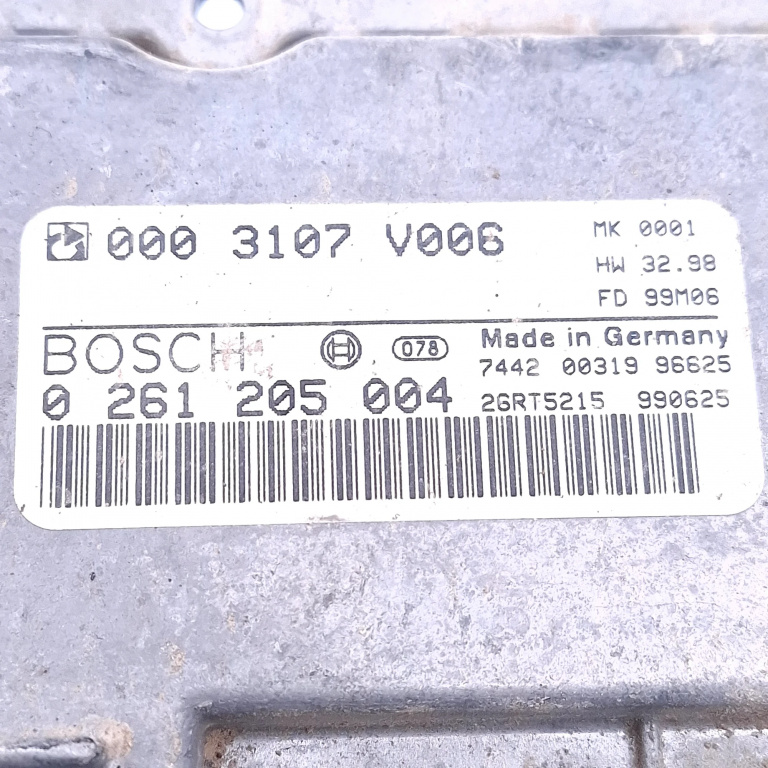 000 3107 V006
MK 0001
HW 32.98
FD 99M06
BOSCH
078
Made in Germany
7442 00319 96625
0 261 205 004
26RT5215 990625